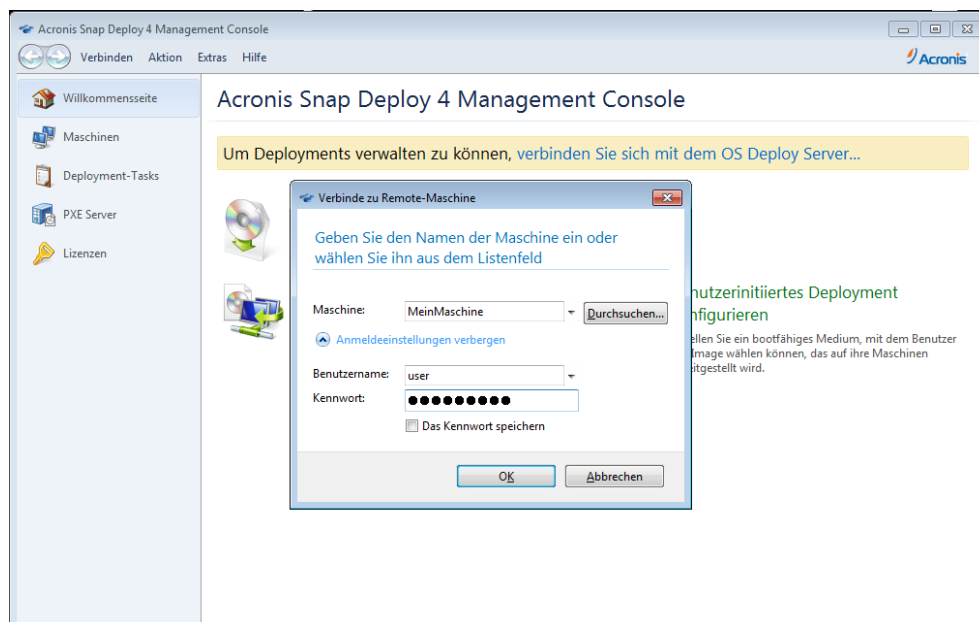 Acronis Snap Deploy 4 Management Console
Verbinden Aktion Extras Hilfe
Acronis
Willkommensseite
Maschinen
Deployment-Tasks
PXE Server
Lizenzen
Acronis Snap Deploy 4 Management Console
Um Deployments verwalten zu können, verbinden Sie sich mit dem OS Deploy Server...
Verbinde zu Remote-Maschine
Geben Sie den Namen der Maschine ein oder
wählen Sie ihn aus dem Listenfeld
Maschine: MeinMaschine Durchsuchen...
Anmeldeeinstellungen verbergen
Benutzername: user
Kennwort: ●●●●●●●●●
Das Kennwort speichern
OK Abbrechen
nutzerinitiiertes Deployment
nfigurieren
ellen Sie ein bootfähiges Medium, mit dem Benutzer
Image wählen können, das auf ihre Maschinen
eitgestellt wird.